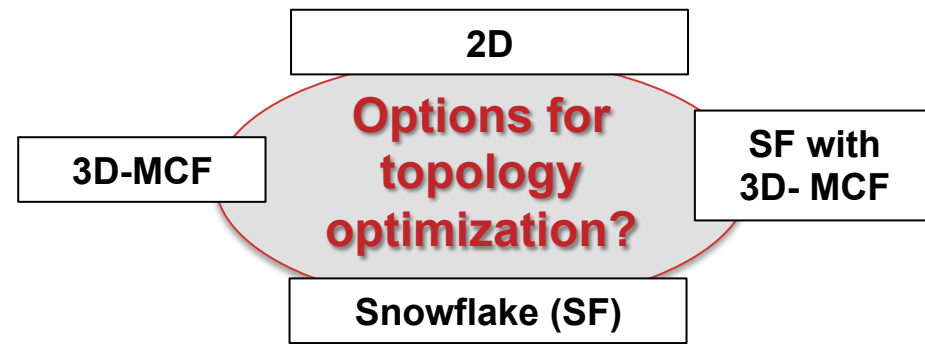 2D
Options for
topology
optimization?
3D-MCF
SF with
3D- MCF
Snowflake (SF)